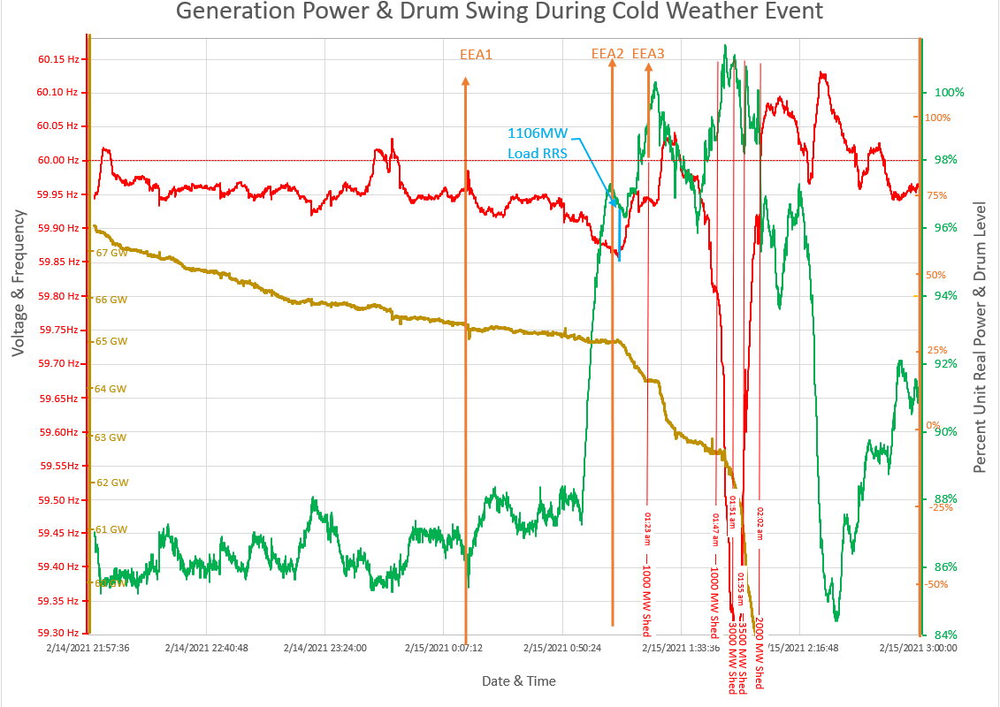 Generation Power & Drum Swing During Cold Weather Event
EEA1
EEA2
EEA3
1106MW
Load RRS
Voltage & Frequency
60.15 Hz
60.10 Hz
60.05 Hz
60.00 Hz
59.95 Hz
59.90 Hz
59.85 Hz
59.80 Hz
59.75Hz
59.70 Hz
59.65Hz
59.60 Hz
59.55Hz
59.50 Hz
59.45 Hz
59.40 Hz
59.35 Hz
59.30 Hz
67 GW
66 GW
65 GW
64 GW
63 GW
62 GW
61 GW
60 GW
100%
98%
96%
94%
92%
90%
88%
86%
84%
100%
75%
50%
25%
0%
-25%
-50%
Percent Unit Real Power & Drum Level
01:23 am
1000 MW Shed
01:47 am
1000 MW Shed
01:51 am
3000 MW Shed
01:55 am
3500 MW Shed
02:02 am
2000 MW Shed
2/14/2021 21:57:36
2/14/2021 22:40:48
2/14/2021 23:24:00
2/15/2021 0:07:12
2/15/2021 0:50:24
2/15/2021 1:33:36
/15/2021 2:16:48
2/15/2021 3:00:00
Date & Time